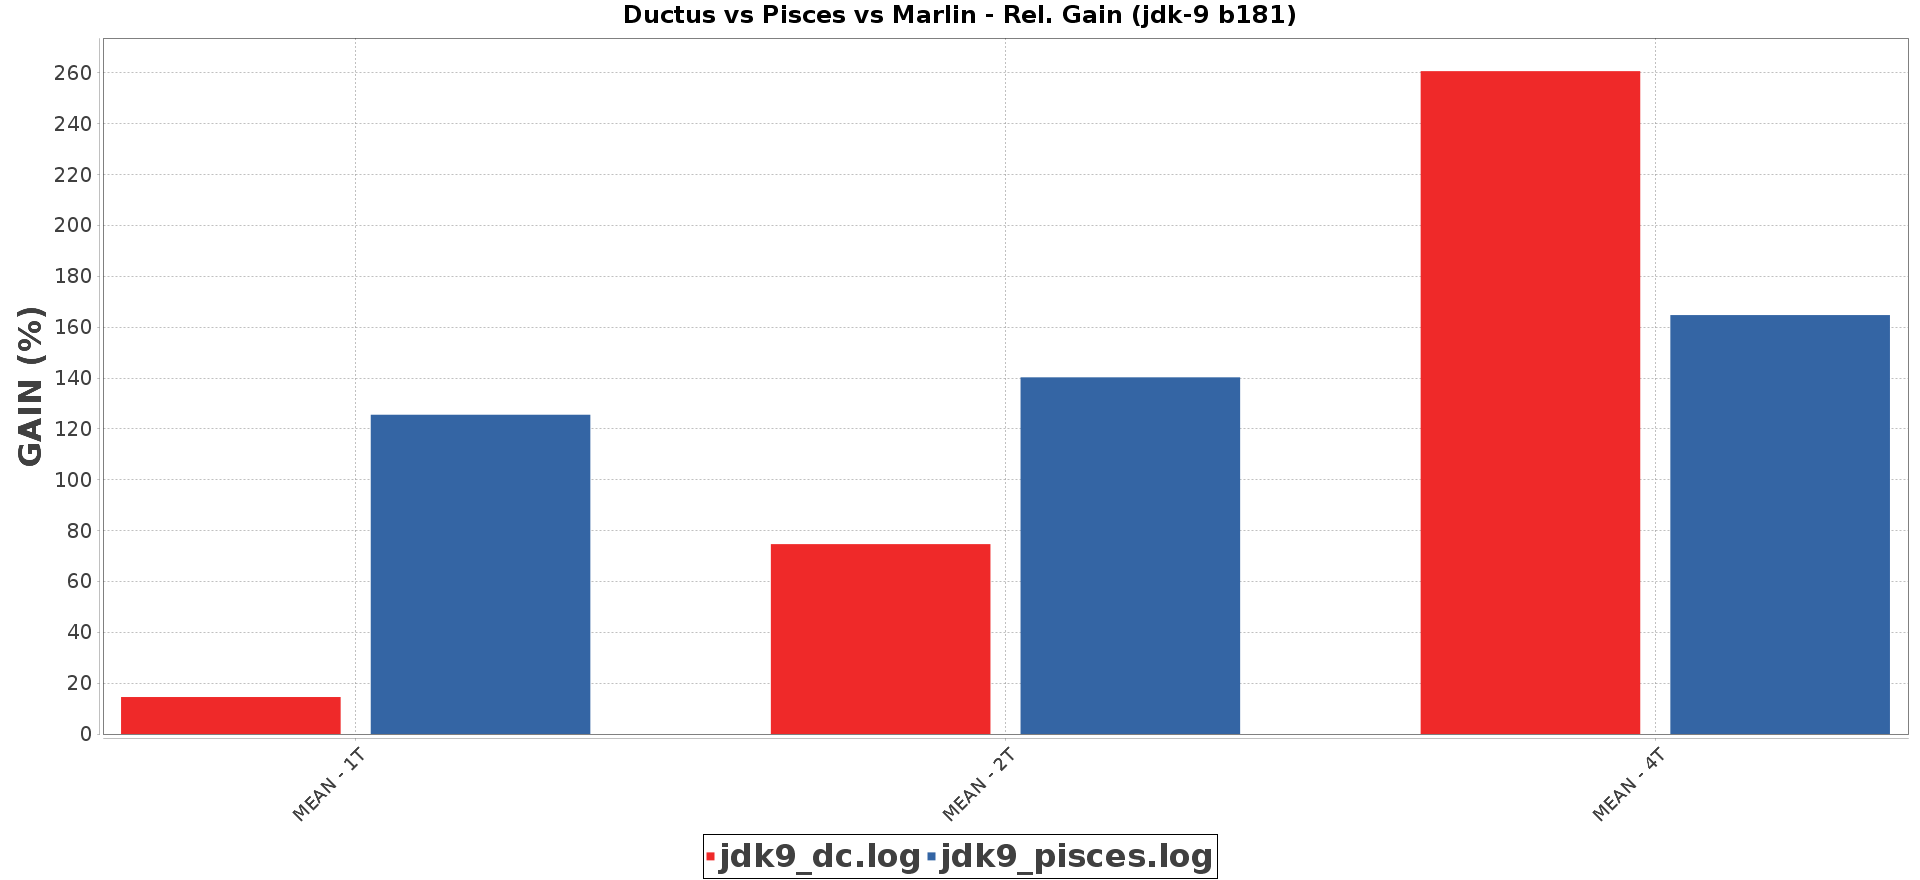 Ductus vs Pisces vs Marlin - Rel. Gain (jdk-9 b181)
GAIN (%)
260
240
220
200
180
160
140
120
100
80
60
40
20
0
MEAN - 1T
MEAN - 2T
MEAN - 4T
jdk9_dc.log jdk9_pisces.log